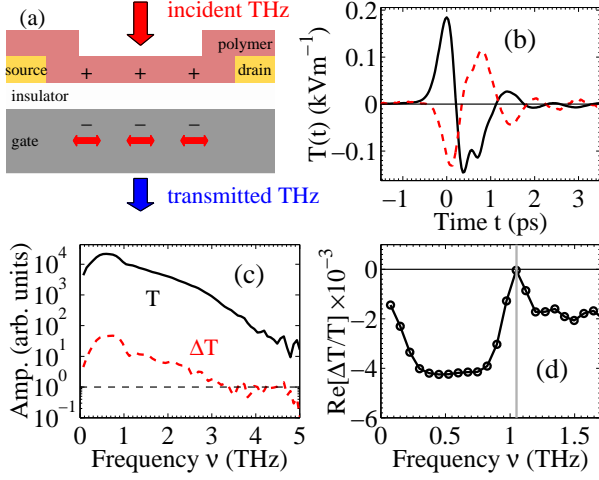 (a)
incident THz
polymer
source
+ + +
drain
insulator
− − −
gate
transmitted THz
(b)
T(t) (kVm⁻¹)
0.2
0.1
0
−0.1
−1 0 1 2 3
Time t (ps)
(c)
Amp. (arb. units)
10⁴
10³
10²
10¹
10⁰
10⁻¹
T
ΔT
0 1 2 3 4 5
Frequency ν (THz)
(d)
Re[ΔT/T] ×10⁻³
0
−2
−4
−6
0 0.5 1 1.5
Frequency ν (THz)